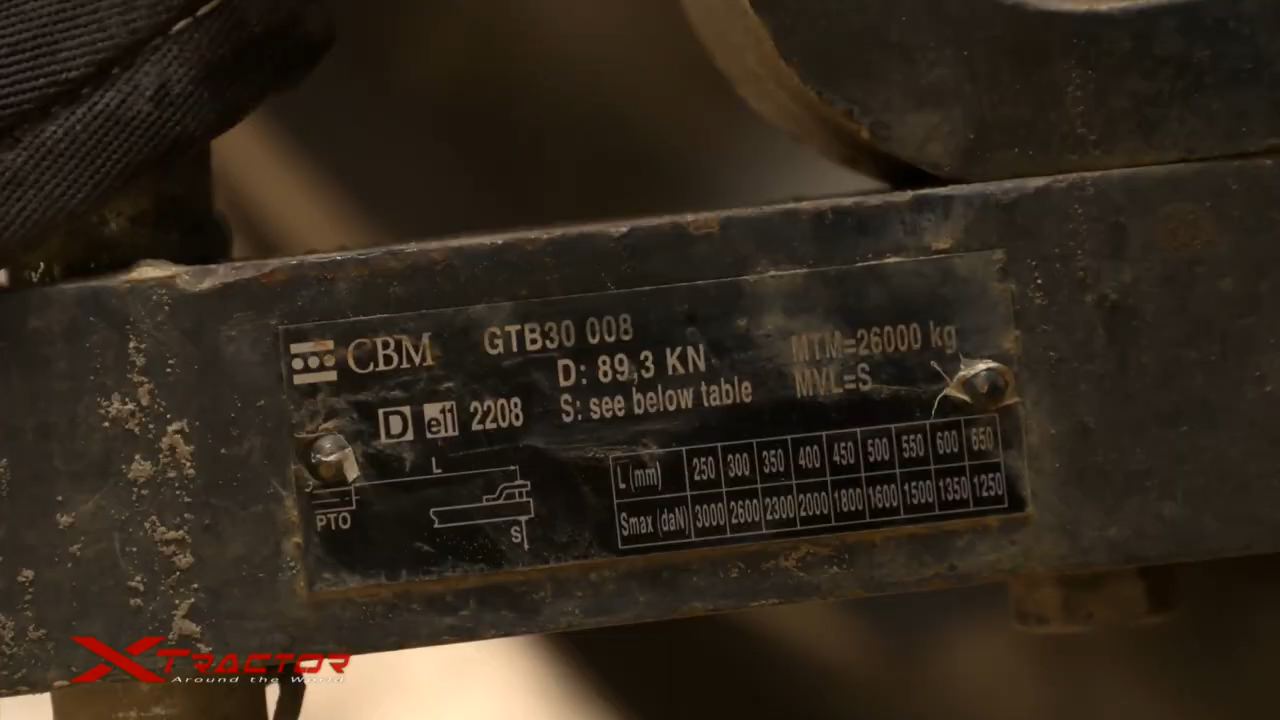 CBM
GTB30 008
MTM=26000 kg
D: 89,3 KN
MVL=S
D e11 2208
S: see below table
L
PTO
S
L (mm) 250 300 350 400 450 500 550 600 650
Smax (daN) 3000 2600 2300 2000 1800 1600 1500 1350 1250
XTRACTOR
Around the World